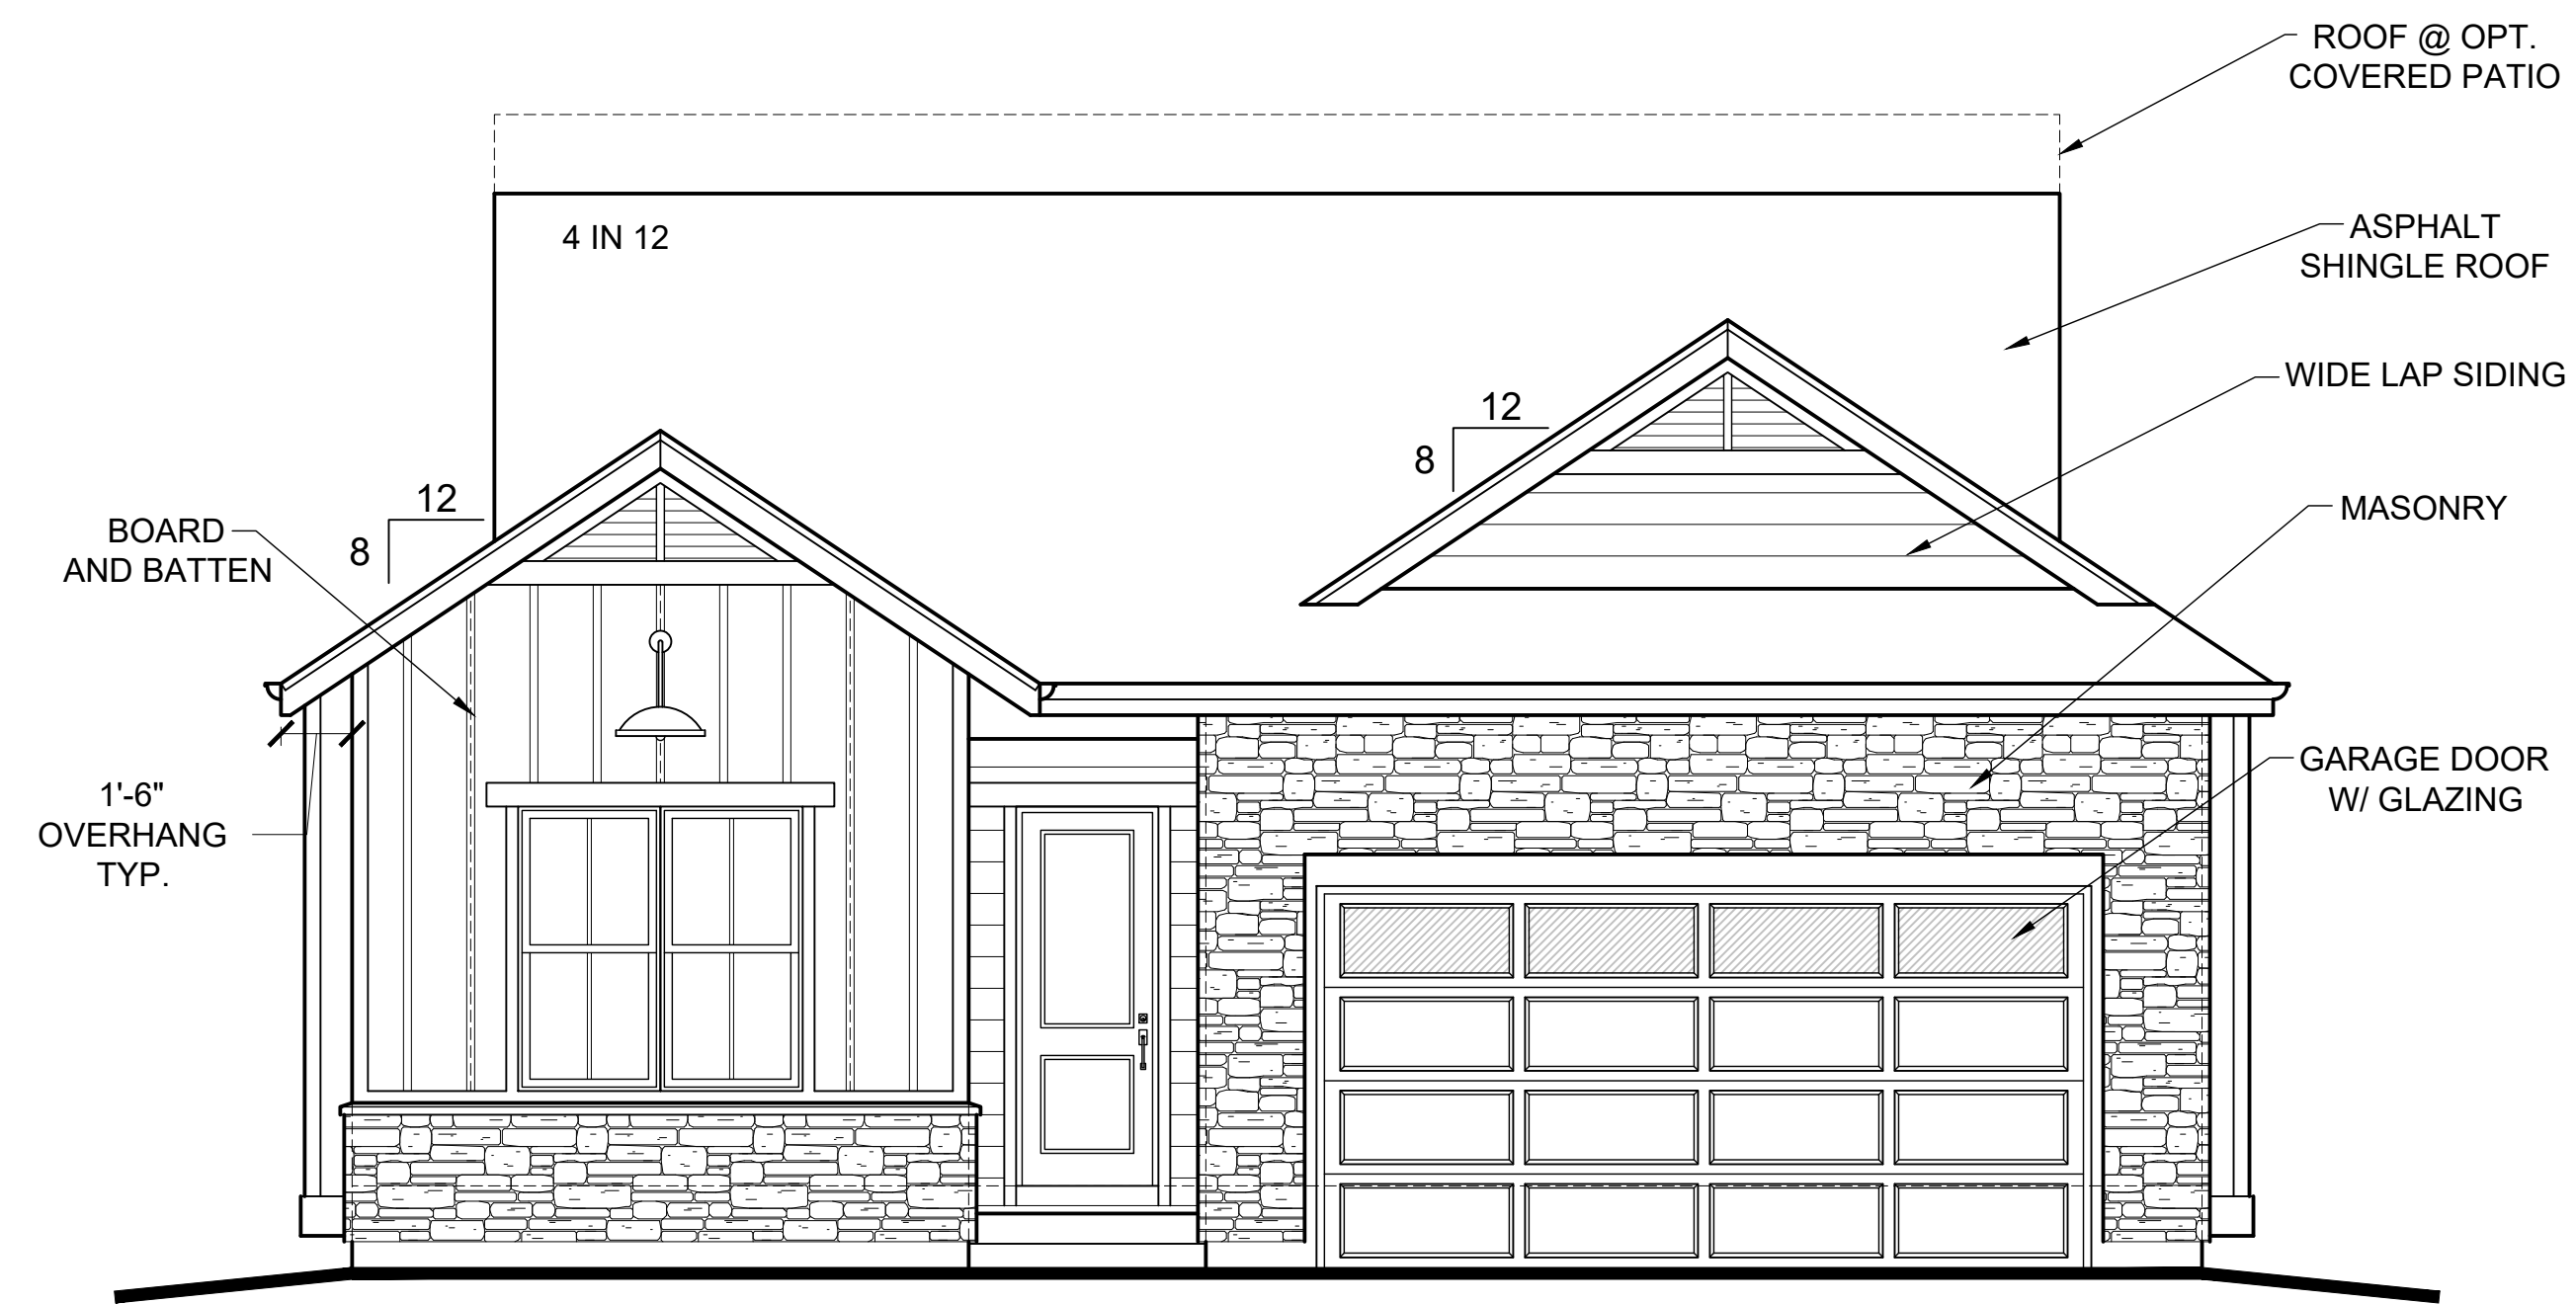 ROOF @ OPT.
COVERED PATIO
4 IN 12
ASPHALT
SHINGLE ROOF
WIDE LAP SIDING
12
8
12
8
MASONRY
BOARD
AND BATTEN
GARAGE DOOR
W/ GLAZING
1'-6"
OVERHANG
TYP.